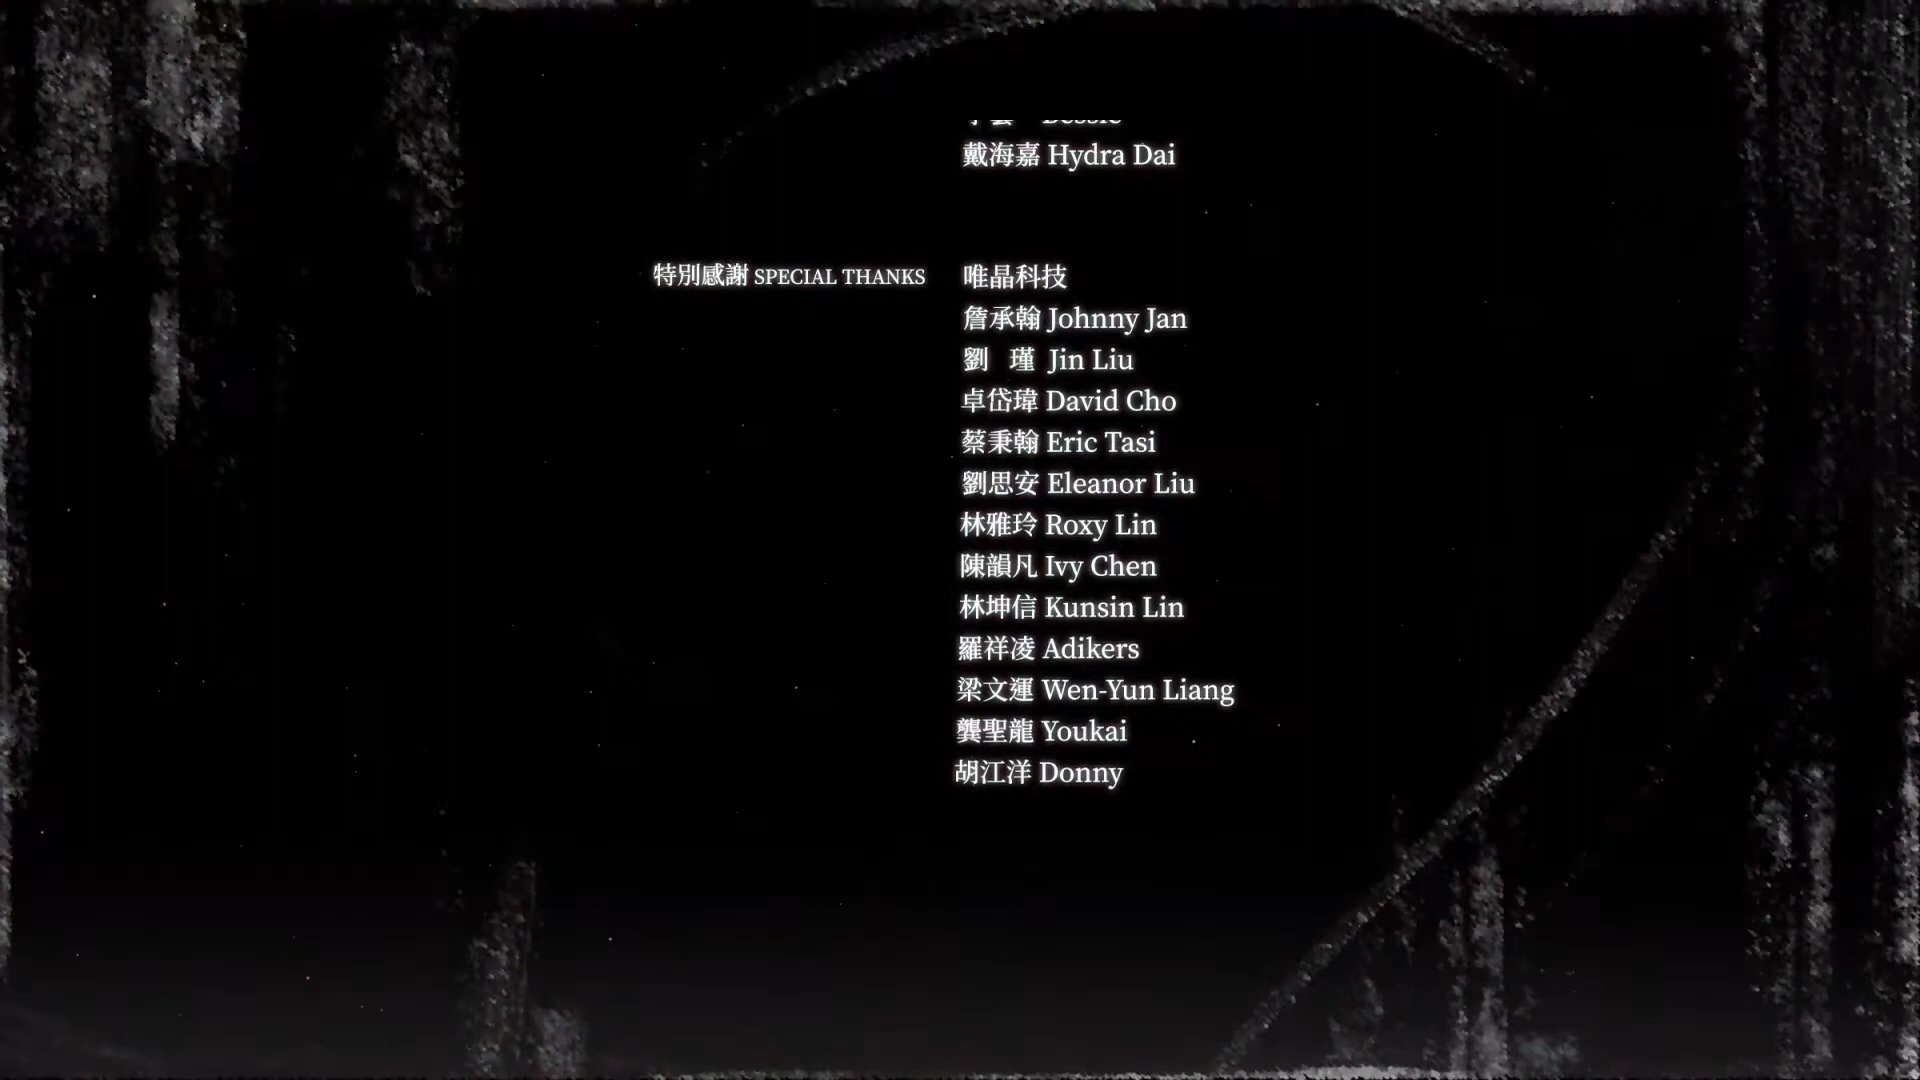 戴海嘉 Hydra Dai
特別感謝 SPECIAL THANKS 唯晶科技
詹承翰 Johnny Jan
劉 瑾 Jin Liu
卓岱瑋 David Cho
蔡秉翰 Eric Tasi
劉思安 Eleanor Liu
林雅玲 Roxy Lin
陳韻凡 Ivy Chen
林坤信 Kunsin Lin
羅祥凌 Adikers
梁文運 Wen-Yun Liang
龔聖龍 Youkai
胡江洋 Donny